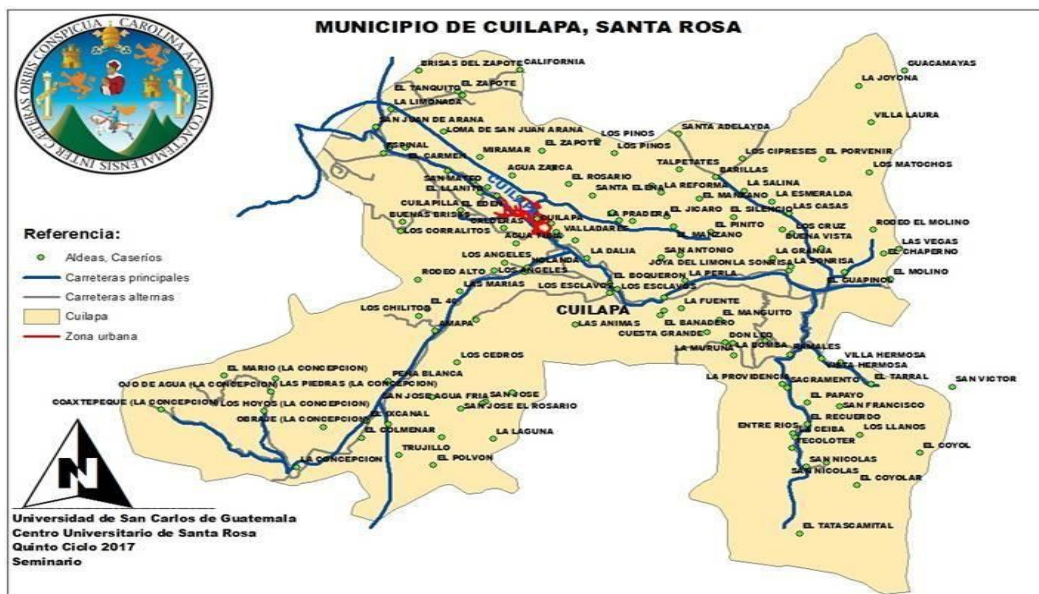 MUNICIPIO DE CUILAPA, SANTA ROSA
CETERAS ORBIS CONSPICUA CAROLINA ACADEMIA COACTEMALENSIS INTER
BRISAS DEL ZAPOTE
CALIFORNIA
GUACAMAYAS
EL TANQUITO
EL ZAPOTE
LA JOYONA
LA LIMONADA
SAN JUAN DE ARANA
LOMA DE SAN JUAN ARANA
LOS PINOS
SANTA ADELAYDA
VILLA LAURA
ESPINAL
EL CARMEN
MIRAMAR
EL ZAPOTE
LOS PINOS
LOS CIPRESES
EL PORVENIR
AGUA ZARCA
TALPETATES
BARILLAS
LOS MATOCHOS
SAN MATEO
CUILAPA
EL ROSARIO
EL LLANITO
SANTA ELENA
LA REFORMA
LA SALINA
EL MANZANO
LA ESMERALDA
CUILAPILLA
EL EDEN
EL JICARO
EL SILENCIO
LAS CASAS
BUENAS BRISAS
CALDERAS
CUILAPA
LA PRADERA
EL PINITO
LOS CRUZ
RODEO EL MOLINO
LOS CORRALITOS
AGUA FRIA
VALLADARES
EL MANZANO
BUENA VISTA
LA DALIA
SAN ANTONIO
LA GRANJA
LAS VEGAS
EL CHAPERNO
LOS ANGELES
HOLANDA
JOYA DEL LIMON
LA SONRISA
LA SONRISA
RODEO ALTO
LOS ANGELES
EL BOQUERON
LA PERLA
EL GUAPINOL
EL MOLINO
LAS MARIAS
LOS ESCLAVOS
LOS ESCLAVOS
LOS CHILITOS
EL 46
CUILAPA
LA FUENTE
AMAPA
LAS ANIMAS
EL BANADERO
EL MANGUITO
CUESTA GRANDE
DON LEO
LA MURUNA
LA BOMBA
RAMALES
LOS CEDROS
VILLA HERMOSA
VISTA HERMOSA
EL MARIO (LA CONCEPCION)
PENA BLANCA
OJO DE AGUA (LA CONCEPCION)
LAS PIEDRAS (LA CONCEPCION)
LA PROVIDENCIA
SACRAMENTO
EL TARRAL
SAN VICTOR
COAXTEPEQUE (LA CONCEPCION)
LOS HOYOS (LA CONCEPCION)
SAN JOSE AGUA FRIA
SAN JOSE
SAN JOSE EL ROSARIO
EL PAPAYO
SAN FRANCISCO
OBRAJE (LA CONCEPCION)
EL IXCANAL
EL RECUERDO
EL COLMENAR
LA LAGUNA
ENTRE RIOS
LA CEIBA
LOS LLANOS
TECOLOTER
TRUJILLO
EL COYOL
LA CONCEPCION
EL POLVON
SAN NICOLAS
SAN NICOLAS
EL COYOLAR
EL TATASCAMITAL
Referencia:
Aldeas, Caseríos
Carreteras principales
Carreteras alternas
Cuilapa
Zona urbana
N
Universidad de San Carlos de Guatemala
Centro Universitario de Santa Rosa
Quinto Ciclo 2017
Seminario